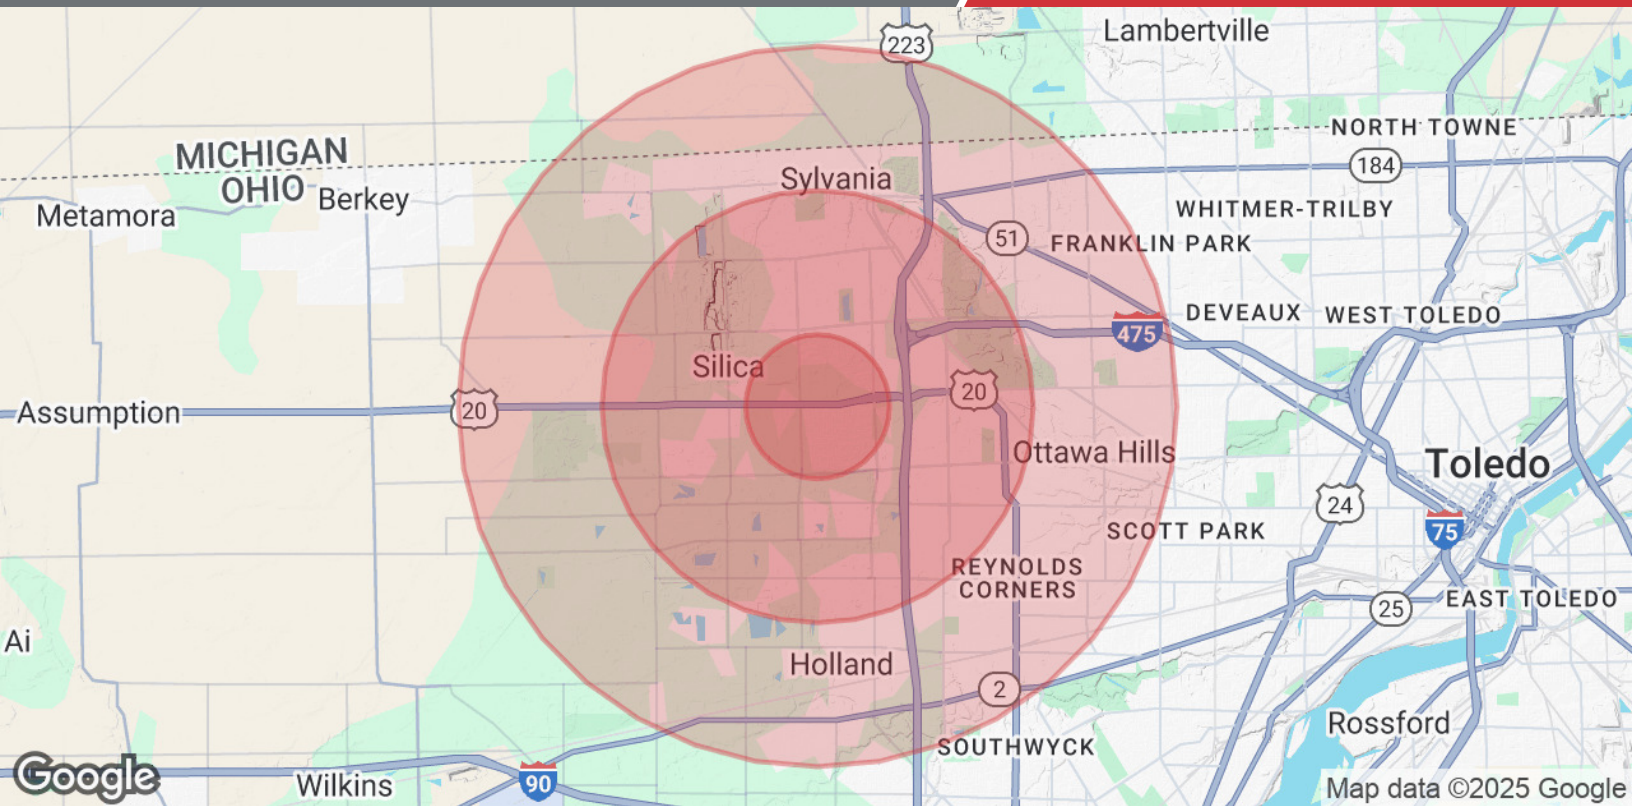 223
Lambertville
NORTH TOWNE
MICHIGAN
OHIO
184
Sylvania
Berkey
Metamora
WHITMER-TRILBY
51
FRANKLIN PARK
DEVEAUX
WEST TOLEDO
475
Silica
20
20
Assumption
Ottawa Hills
Toledo
24
SCOTT PARK
75
REYNOLDS
CORNERS
25
EAST TOLEDO
Ai
Holland
2
Rossford
SOUTHWYCK
Google
Wilkins
90
Map data ©2025 Google